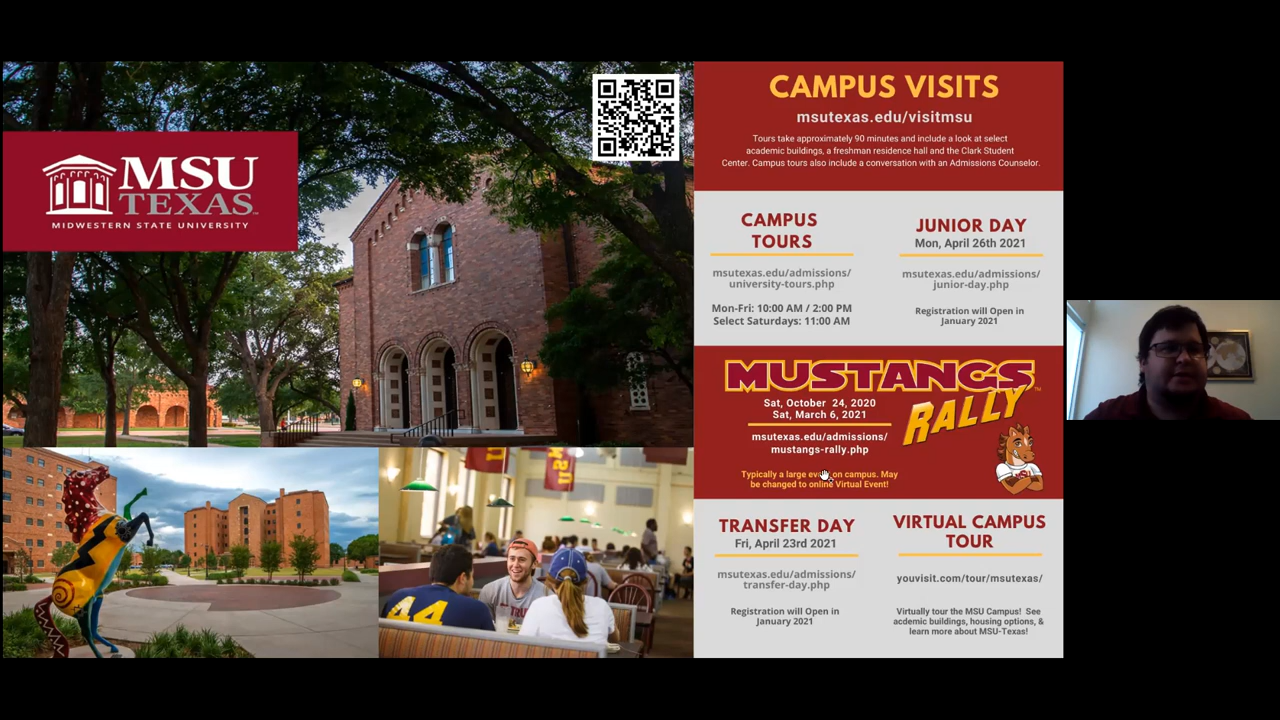 MSU
TEXAS
MIDWESTERN STATE UNIVERSITY
CAMPUS VISITS
msutexas.edu/visitmsu
Tours take approximately 90 minutes and include a look at select
academic buildings, a freshman residence hall and the Clark Student
Center. Campus tours also include a conversation with an Admissions Counselor.
CAMPUS
TOURS
msutexas.edu/admissions/
university-tours.php
Mon-Fri: 10:00 AM / 2:00 PM
Select Saturdays: 11:00 AM
JUNIOR DAY
Mon, April 26th 2021
msutexas.edu/admissions/
junior-day.php
Registration will Open in
January 2021
MUSTANGS
RALLY
Sat, October 24, 2020
Sat, March 6, 2021
msutexas.edu/admissions/
mustangs-rally.php
Typically a large event on campus. May
be changed to online Virtual Event!
TRANSFER DAY
Fri, April 23rd 2021
msutexas.edu/admissions/
transfer-day.php
Registration will Open in
January 2021
VIRTUAL CAMPUS
TOUR
youvisit.com/tour/msutexas/
Virtually tour the MSU Campus! See
acdemic buildings, housing options, &
learn more about MSU-Texas!
44